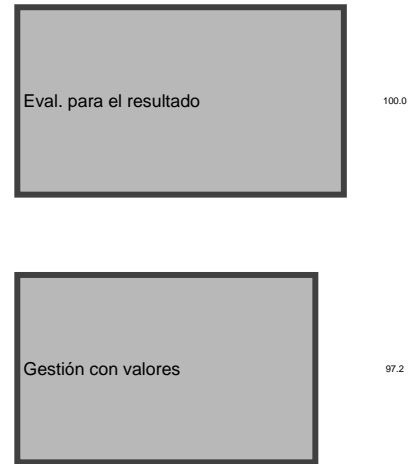 Eval. para el resultado
100.0
Gestión con valores
97.2